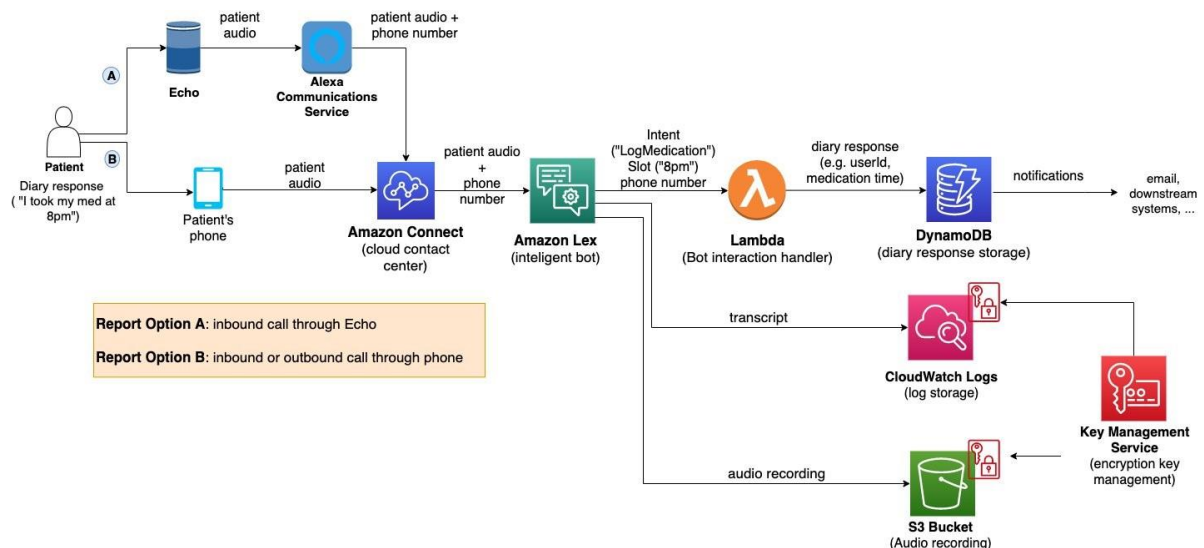 patient
audio
patient audio +
phone number
A
Echo
Alexa
Communications
Service
B
Patient
Diary response
( "I took my med at
8pm")
Patient's
phone
patient
audio
Amazon Connect
(cloud contact
center)
patient audio
+
phone
number
Amazon Lex
(inteligent bot)
Intent
("LogMedication")
Slot ("8pm")
phone number
Lambda
(Bot interaction handler)
diary response
(e.g. userId,
medication time)
DynamoDB
(diary response storage)
notifications
email,
downstream
systems, ...
Report Option A: inbound call through Echo
Report Option B: inbound or outbound call through phone
transcript
CloudWatch Logs
(log storage)
Key Management
Service
(encryption key
management)
audio recording
S3 Bucket
(Audio recording)